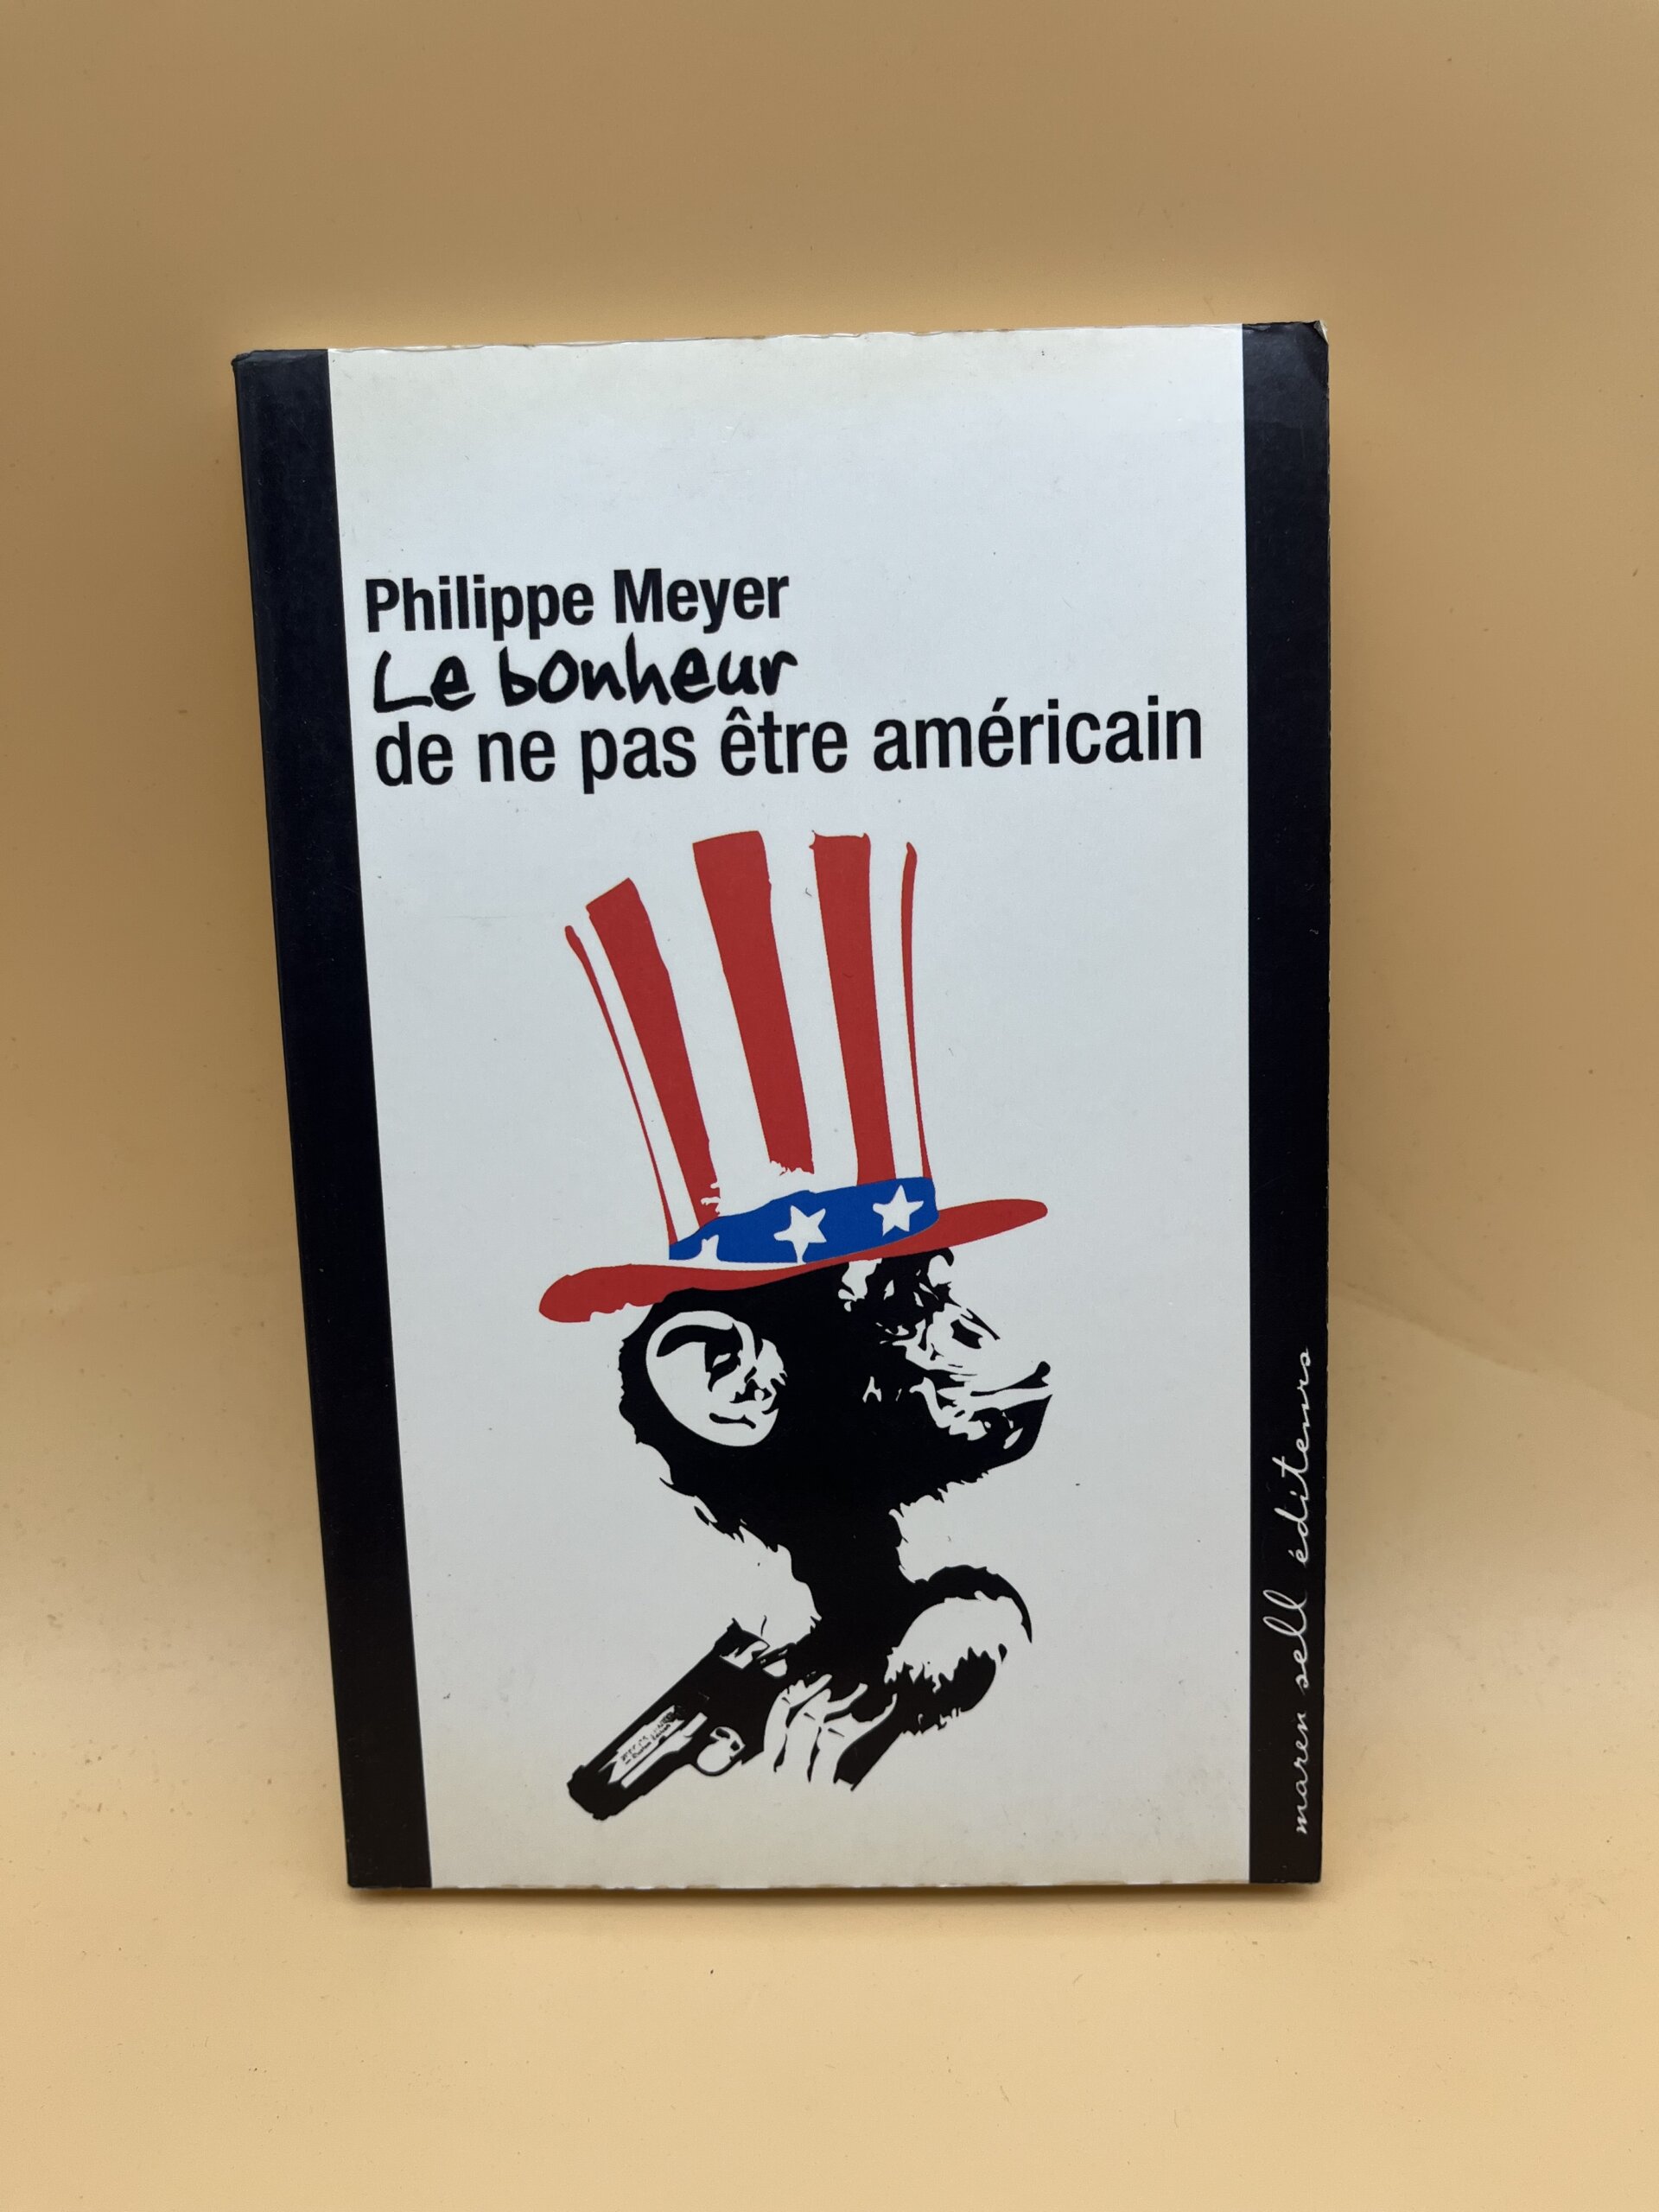 Philippe Meyer
Le bonheur
de ne pas être américain
maren sell éditeurs